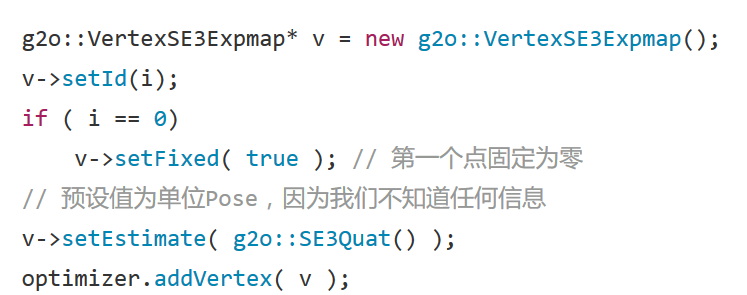 g2o::VertexSE3Expmap* v = new g2o::VertexSE3Expmap();
v->setId(i);
if ( i == 0)
    v->setFixed( true ); // 第一个点固定为零
// 预设值为单位Pose，因为我们不知道任何信息
v->setEstimate( g2o::SE3Quat() );
optimizer.addVertex( v );